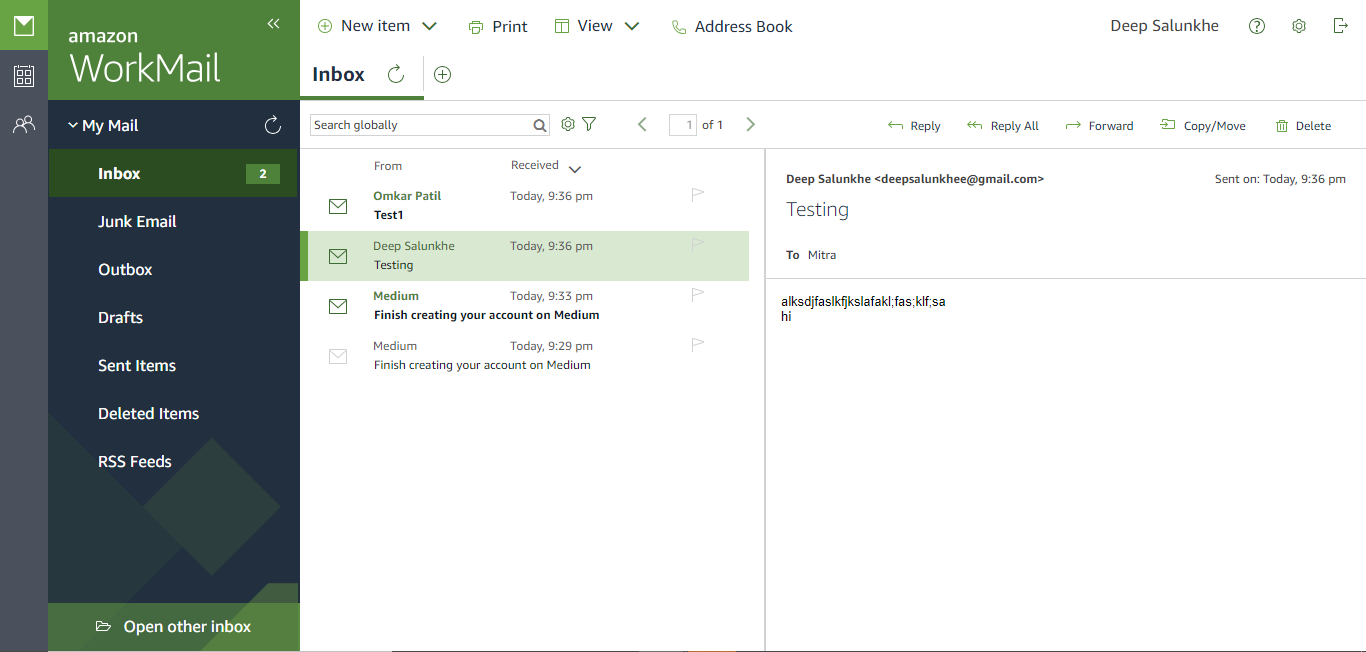 amazon
WorkMail
My Mail
Inbox 2
Junk Email
Outbox
Drafts
Sent Items
Deleted Items
RSS Feeds
Open other inbox
New item Print View Address Book Deep Salunkhe
Inbox
Search globally 1 of 1 Reply Reply All Forward Copy/Move Delete
From Received
Omkar Patil Today, 9:36 pm
Test1
Deep Salunkhe Today, 9:36 pm
Testing
Medium Today, 9:33 pm
Finish creating your account on Medium
Medium Today, 9:29 pm
Finish creating your account on Medium
Deep Salunkhe <deepsalunkhee@gmail.com> Sent on: Today, 9:36 pm
Testing
To Mitra
alksdjfaslkfjkslafakl;fas;klf;sa
hi